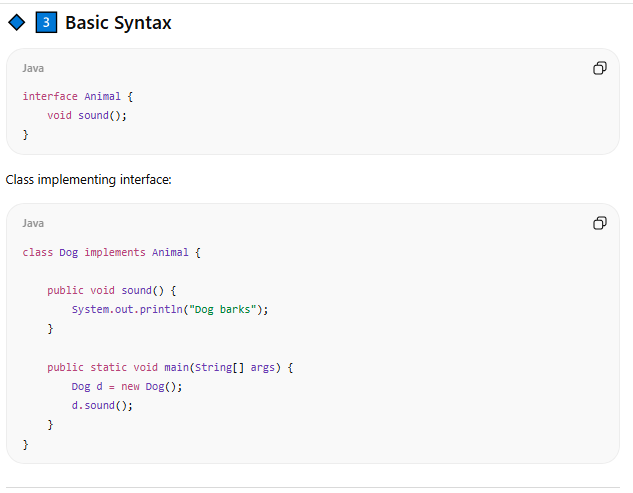 3 Basic Syntax
Java
interface Animal {
    void sound();
}
Class implementing interface:
Java
class Dog implements Animal {
    public void sound() {
        System.out.println("Dog barks");
    }
    public static void main(String[] args) {
        Dog d = new Dog();
        d.sound();
    }
}